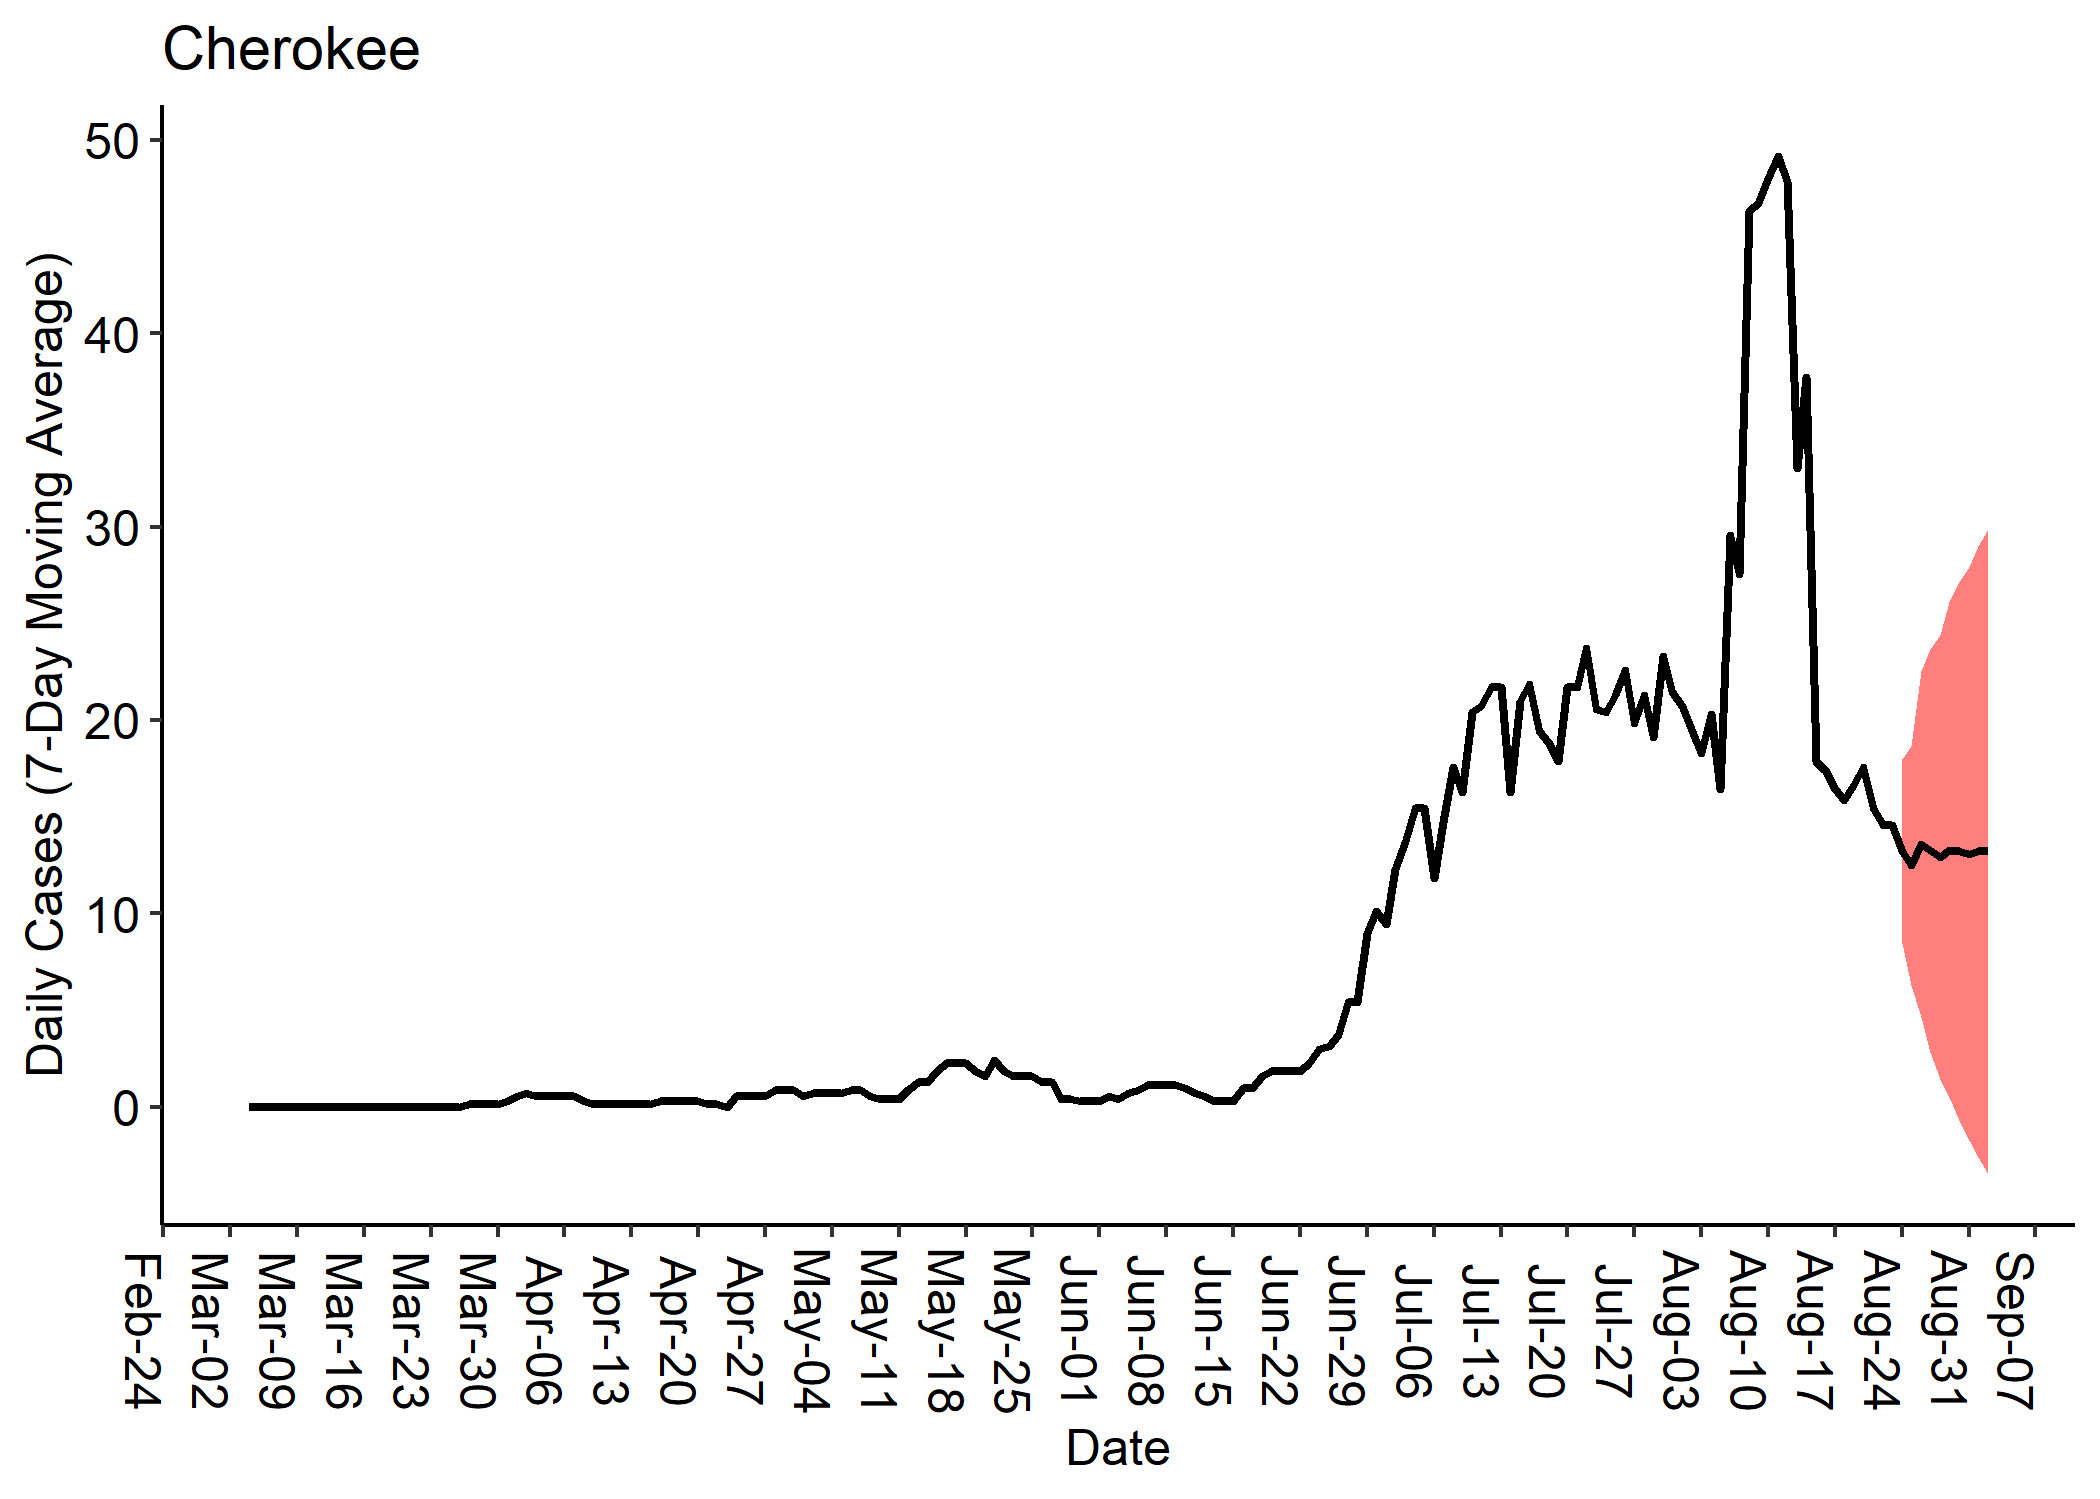 Cherokee
Daily Cases (7-Day Moving Average)
50
40
30
20
10
0
Feb-24
Mar-02
Mar-09
Mar-16
Mar-23
Mar-30
Apr-06
Apr-13
Apr-20
Apr-27
May-04
May-11
May-18
May-25
Jun-01
Jun-08
Jun-15
Jun-22
Jun-29
Jul-06
Jul-13
Jul-20
Jul-27
Aug-03
Aug-10
Aug-17
Aug-24
Aug-31
Sep-07
Date